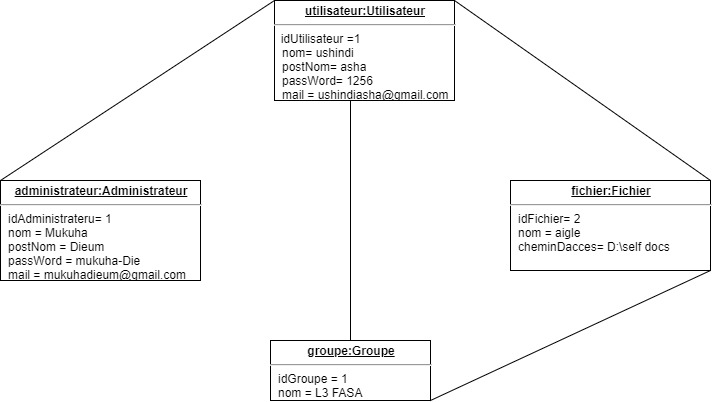 utilisateur:Utilisateur
idUtilisateur =1
nom= ushindi
postNom= asha
passWord= 1256
mail = ushindiasha@gmail.com
administrateur:Administrateur
idAdministrateru= 1
nom = Mukuha
postNom = Dieum
passWord = mukuha-Die
mail = mukuhadieum@gmail.com
fichier:Fichier
idFichier= 2
nom = aigle
cheminDacces= D:\self docs
groupe:Groupe
idGroupe = 1
nom = L3 FASA